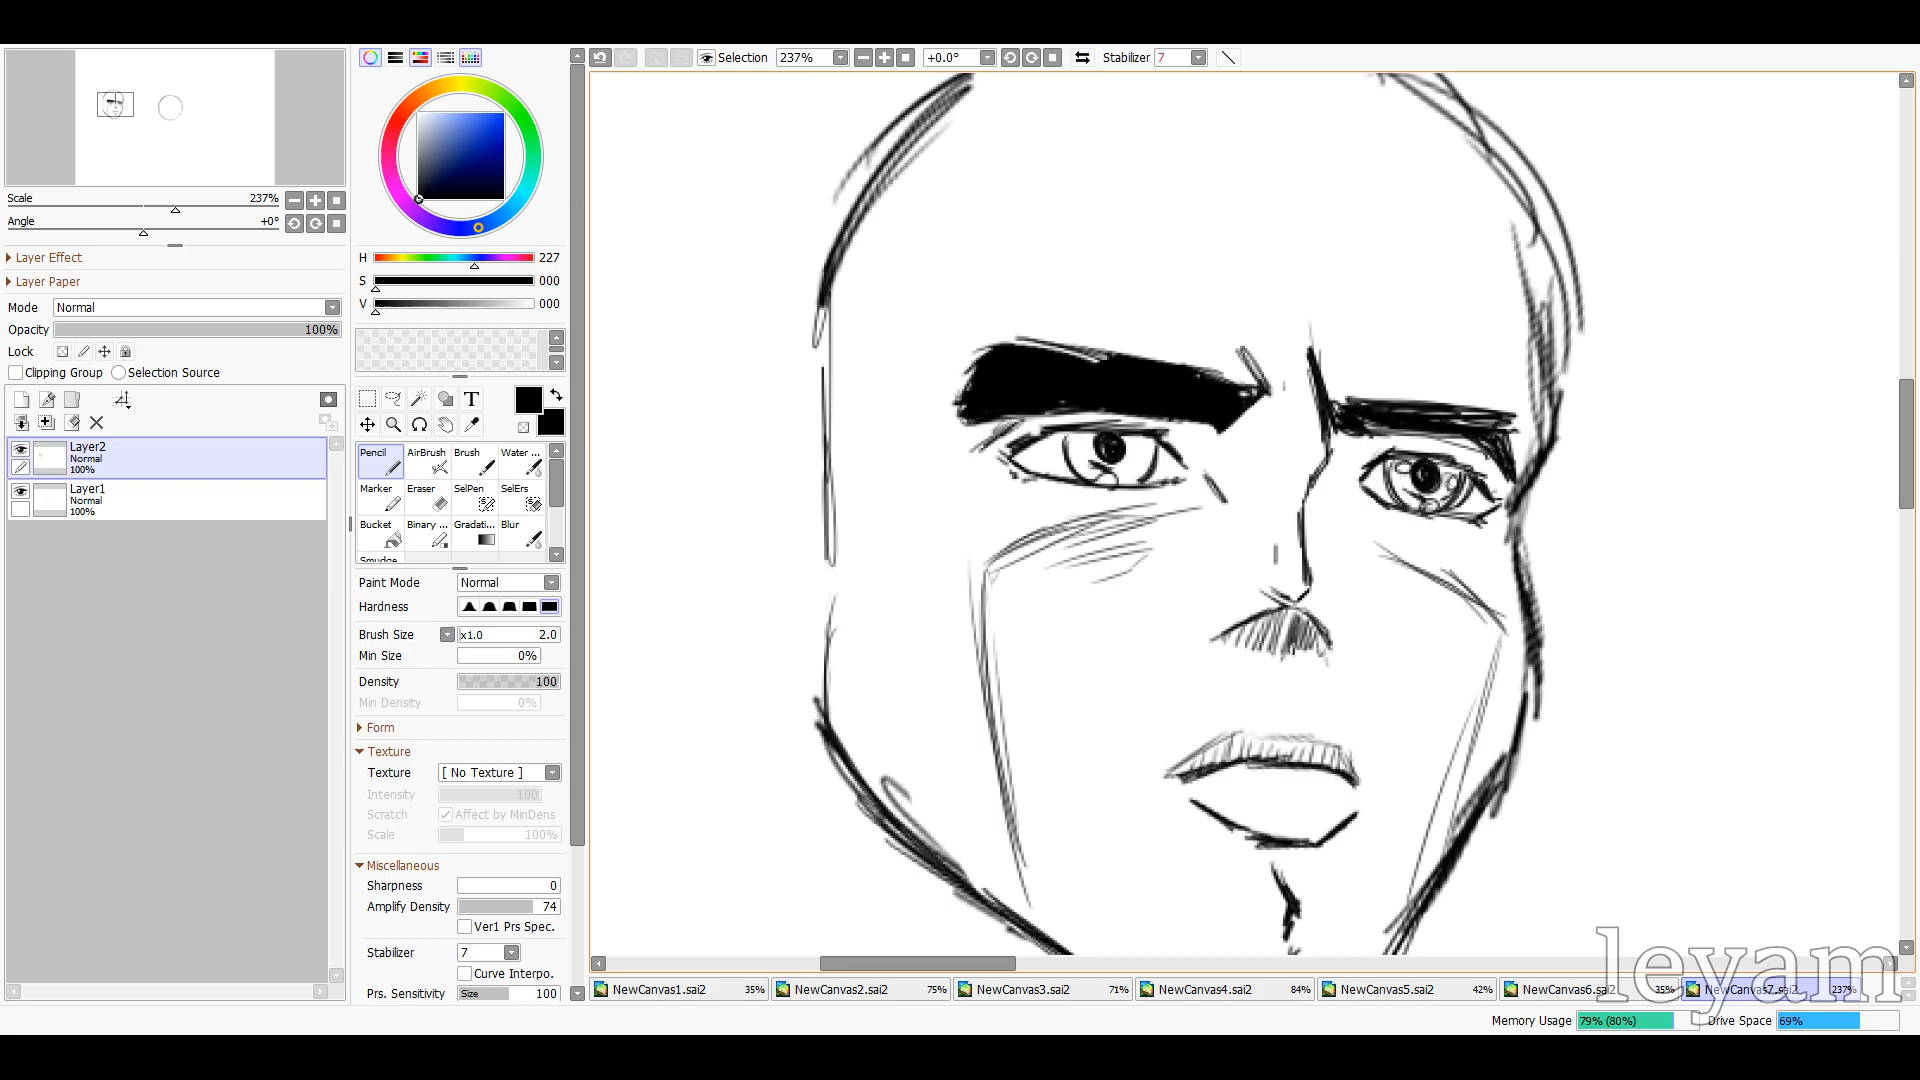 Selection 237% +0.0° Stabilizer 7
Scale 237%
Angle +0°
Layer Effect
Layer Paper
Mode Normal
Opacity 100%
Lock
Clipping Group Selection Source
Layer2
Normal
100%
Layer1
Normal
100%
H 227
S 000
V 000
T
Pencil AirBrush Brush Water ...
Marker Eraser SelPen SelErs
Bucket Binary ... Gradati... Blur
Smudge
Paint Mode Normal
Hardness
Brush Size x1.0 2.0
Min Size 0%
Density 100
Min Density 0%
Form
Texture
Texture [ No Texture ]
Intensity 100
Scratch Affect by MinDens
Scale 100%
Miscellaneous
Sharpness 0
Amplify Density 74
Ver1 Prs Spec.
Stabilizer 7
Curve Interpo.
Prs. Sensitivity Size 100
leyam
NewCanvas1.sai2 35% NewCanvas2.sai2 75% NewCanvas3.sai2 71% NewCanvas4.sai2 84% NewCanvas5.sai2 42% NewCanvas6.sai2 35% NewCanvas7.sai2 237%
Memory Usage 79% (80%) Drive Space 69%